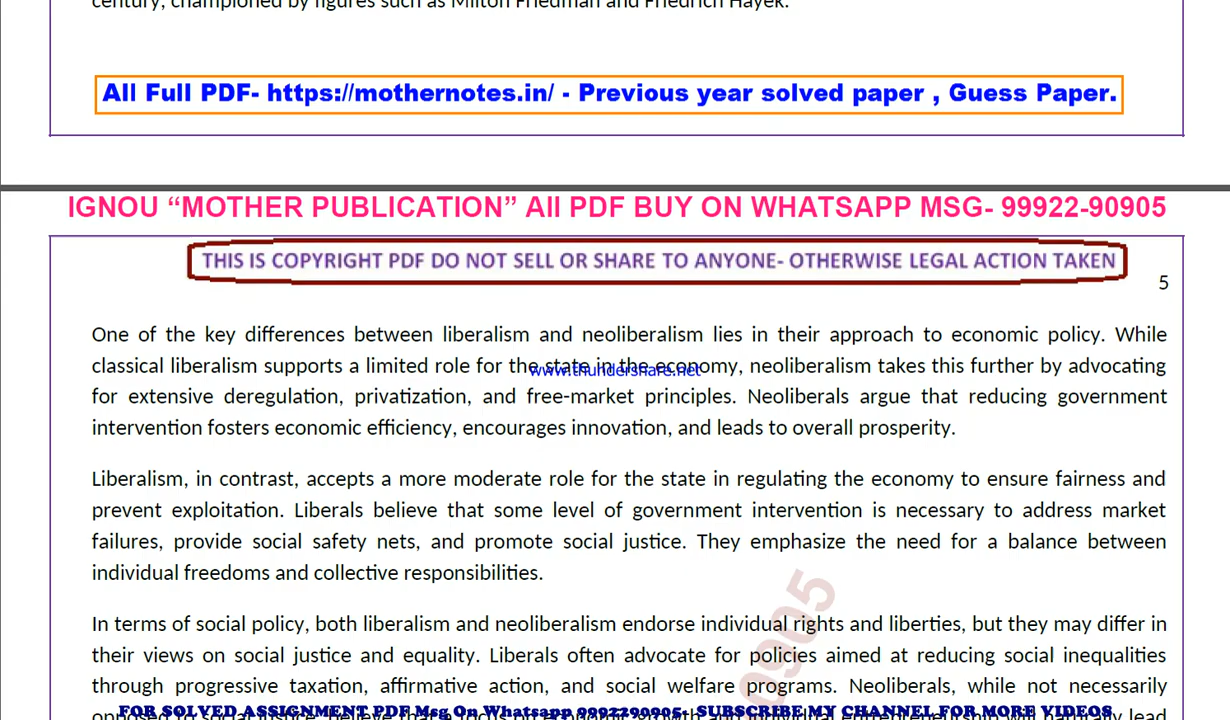 century, championed by figures such as Milton Friedman and Friedrich Hayek.
All Full PDF- https://mothernotes.in/ - Previous year solved paper , Guess Paper.
IGNOU “MOTHER PUBLICATION” All PDF BUY ON WHATSAPP MSG- 99922-90905
THIS IS COPYRIGHT PDF DO NOT SELL OR SHARE TO ANYONE- OTHERWISE LEGAL ACTION TAKEN
5
One of the key differences between liberalism and neoliberalism lies in their approach to economic policy. While
classical liberalism supports a limited role for the state in the economy, neoliberalism takes this further by advocating
www.thundershare.net
for extensive deregulation, privatization, and free-market principles. Neoliberals argue that reducing government
intervention fosters economic efficiency, encourages innovation, and leads to overall prosperity.
Liberalism, in contrast, accepts a more moderate role for the state in regulating the economy to ensure fairness and
prevent exploitation. Liberals believe that some level of government intervention is necessary to address market
failures, provide social safety nets, and promote social justice. They emphasize the need for a balance between
individual freedoms and collective responsibilities.
0905
In terms of social policy, both liberalism and neoliberalism endorse individual rights and liberties, but they may differ in
their views on social justice and equality. Liberals often advocate for policies aimed at reducing social inequalities
through progressive taxation, affirmative action, and social welfare programs. Neoliberals, while not necessarily
FOR SOLVED ASSIGNMENT PDF Msg On Whatsapp 9992290905- SUBSCRIBE MY CHANNEL FOR MORE VIDEOS